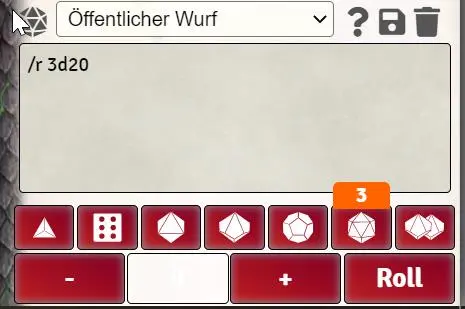 Öffentlicher Wurf
/r 3d20
3
-
+
Roll